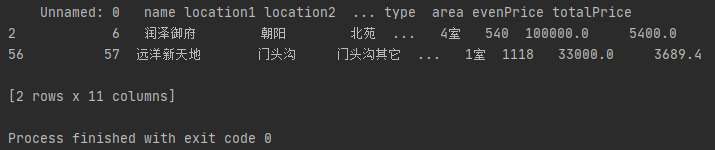 Unnamed: 0 name location1 location2 ... type area evenPrice totalPrice
2 6 润泽御府 朝阳 北苑 ... 4室 540 100000.0 5400.0
56 57 远洋新天地 门头沟 门头沟其它 ... 1室 1118 33000.0 3689.4
[2 rows x 11 columns]
Process finished with exit code 0